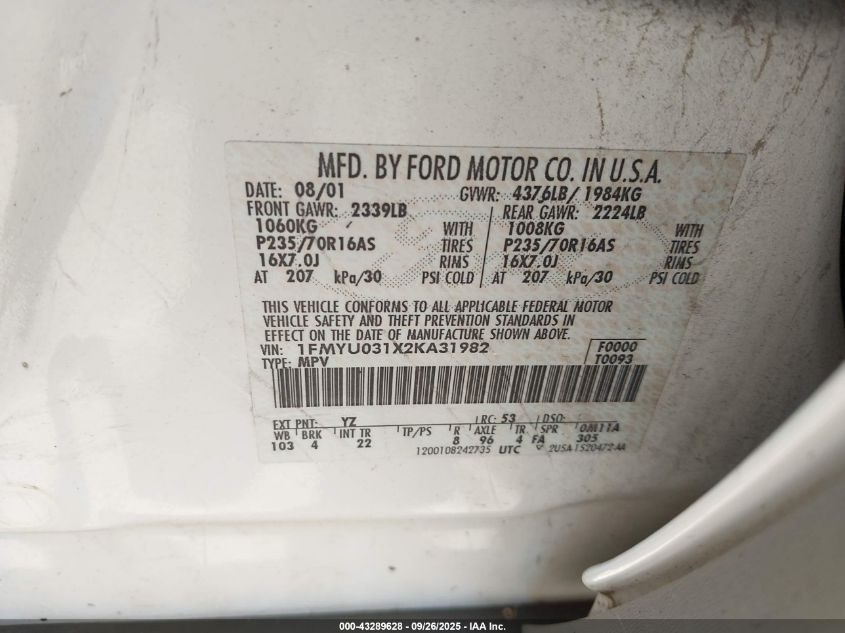 MFD. BY FORD MOTOR CO. IN U.S.A.
DATE: 08/01 GVWR: 4376LB/ 1984KG
FRONT GAWR: 2339LB REAR GAWR: 2224LB
1060KG WITH 1008KG WITH
P235/70R16AS TIRES P235/70R16AS TIRES
16X7.0J RIMS 16X7.0J RIMS
AT 207 kPa/30 PSI COLD AT 207 kPa/30 PSI COLD
THIS VEHICLE CONFORMS TO ALL APPLICABLE FEDERAL MOTOR
VEHICLE SAFETY AND THEFT PREVENTION STANDARDS IN
EFFECT ON THE DATE OF MANUFACTURE SHOWN ABOVE.
VIN: 1FMYU031X2KA31982 F0000
TYPE: MPV T0093
EXT PNT: YZ RC: 53 DSO:
WB BRK INT TR TP/PS R AXLE TR SPR 0M11A
103 4 22 8 96 4 FA 305
1200108242735 UTC 2USA-1520472-AA
000-43289628 - 09/26/2025 - IAA Inc.